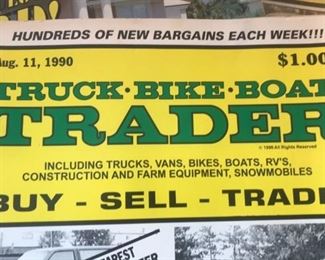 HUNDREDS OF NEW BARGAINS EACH WEEK!!!
Aug. 11, 1990 $1.00
TRUCK·BIKE·BOAT
TRADER
© 1990 All Rights Reserved
INCLUDING TRUCKS, VANS, BIKES, BOATS, RV'S,
CONSTRUCTION AND FARM EQUIPMENT, SNOWMOBILES
BUY - SELL - TRADE